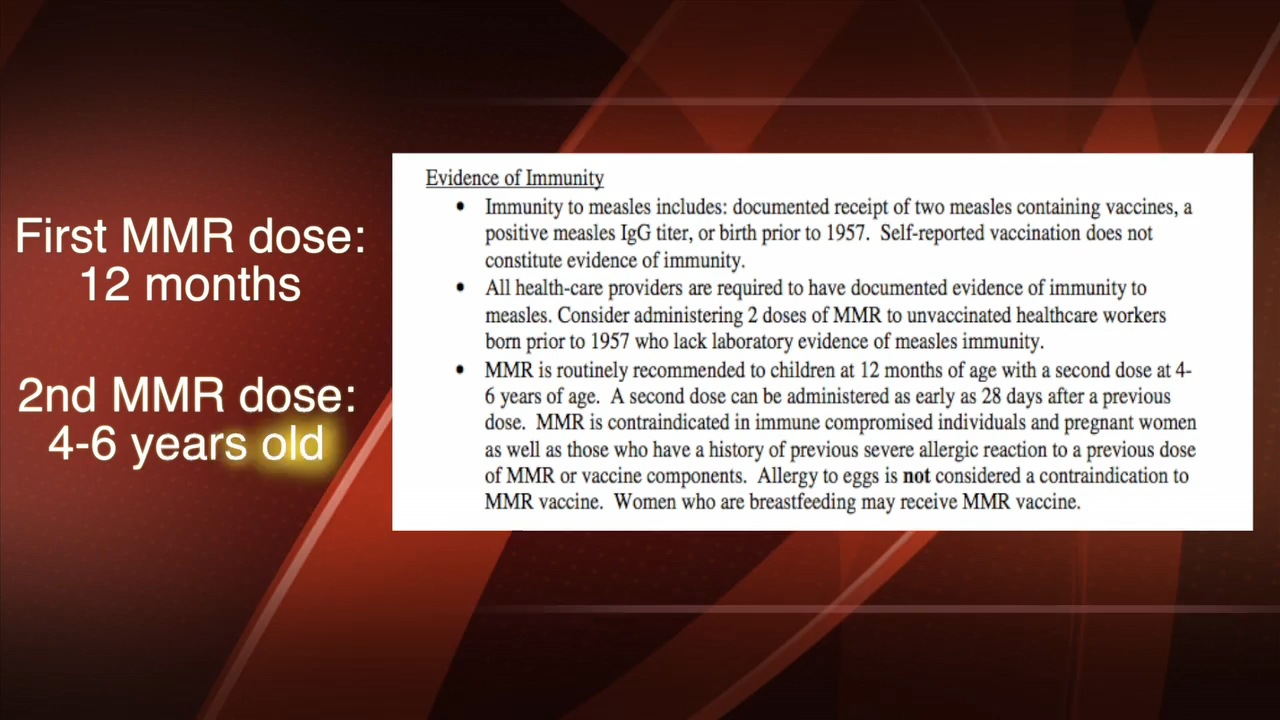 First MMR dose:
12 months
2nd MMR dose:
4-6 years old
Evidence of Immunity
• Immunity to measles includes: documented receipt of two measles containing vaccines, a
positive measles IgG titer, or birth prior to 1957. Self-reported vaccination does not
constitute evidence of immunity.
• All health-care providers are required to have documented evidence of immunity to
measles. Consider administering 2 doses of MMR to unvaccinated healthcare workers
born prior to 1957 who lack laboratory evidence of measles immunity.
• MMR is routinely recommended to children at 12 months of age with a second dose at 4-
6 years of age. A second dose can be administered as early as 28 days after a previous
dose. MMR is contraindicated in immune compromised individuals and pregnant women
as well as those who have a history of previous severe allergic reaction to a previous dose
of MMR or vaccine components. Allergy to eggs is not considered a contraindication to
MMR vaccine. Women who are breastfeeding may receive MMR vaccine.